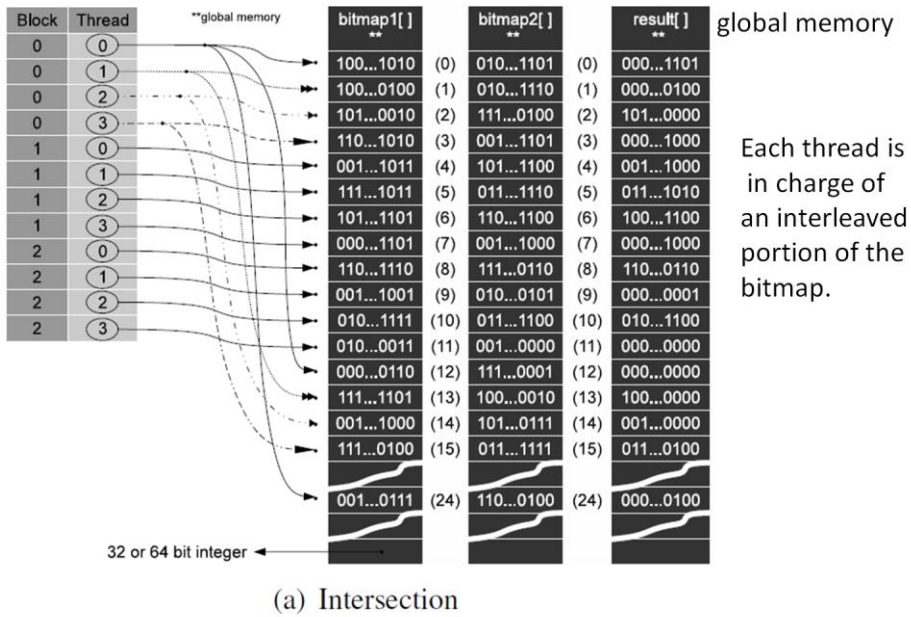 **global memory
global memory
Block Thread bitmap1[ ] bitmap2[ ] result[ ]
** ** **
0 0 100...1010 (0) 010...1101 (0) 000...1101
0 1 100...0100 (1) 010...1110 (1) 000...0100
0 2 101...0010 (2) 111...0100 (2) 101...0000
0 3 110...1010 (3) 001...1101 (3) 000...1000
1 0 001...1011 (4) 101...1100 (4) 001...1000
1 1 111...1011 (5) 011...1110 (5) 011...1010
1 2 101...1101 (6) 110...1100 (6) 100...1100
1 3 000...1101 (7) 001...1000 (7) 000...1000
2 0 110...1110 (8) 111...0110 (8) 110...0110
2 1 001...1001 (9) 010...0101 (9) 000...0001
2 2 010...1111 (10) 011...1100 (10) 010...1100
2 3 010...0011 (11) 001...0000 (11) 000...0000
000...0110 (12) 111...0001 (12) 000...0000
111...1101 (13) 100...0010 (13) 100...0000
001...1000 (14) 101...0111 (14) 001...0000
111...0100 (15) 011...1111 (15) 011...0100
001...0111 (24) 110...0100 (24) 000...0100
32 or 64 bit integer
Each thread is
in charge of
an interleaved
portion of the
bitmap.
(a) Intersection